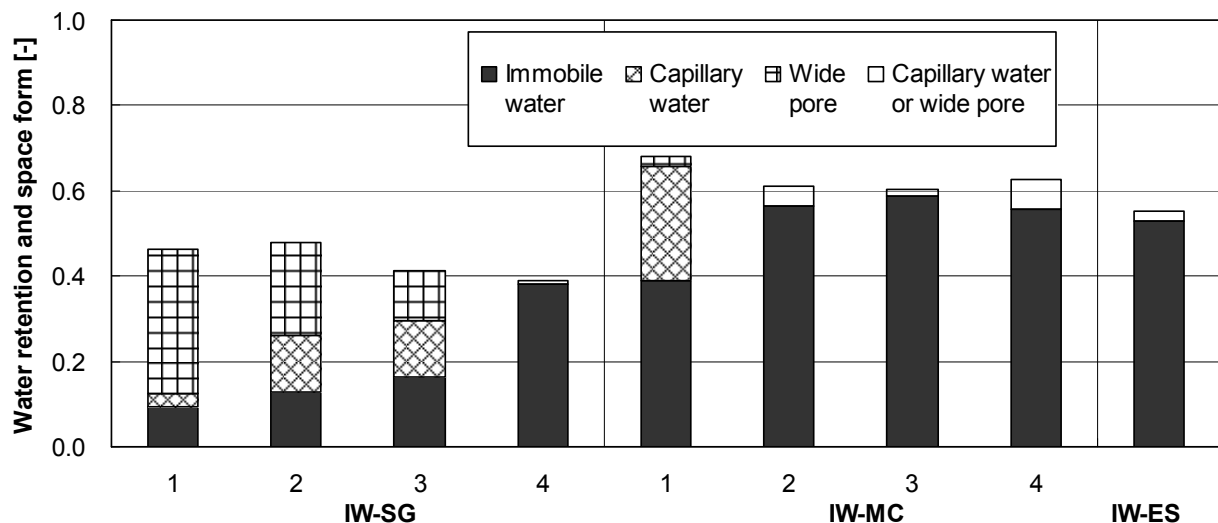 Water retention and space form [-]
1.0
0.8
0.6
0.4
0.2
0.0
Immobile water
Capillary water
Wide pore
Capillary water or wide pore
1 2 3 4 1 2 3 4
IW-SG IW-MC IW-ES